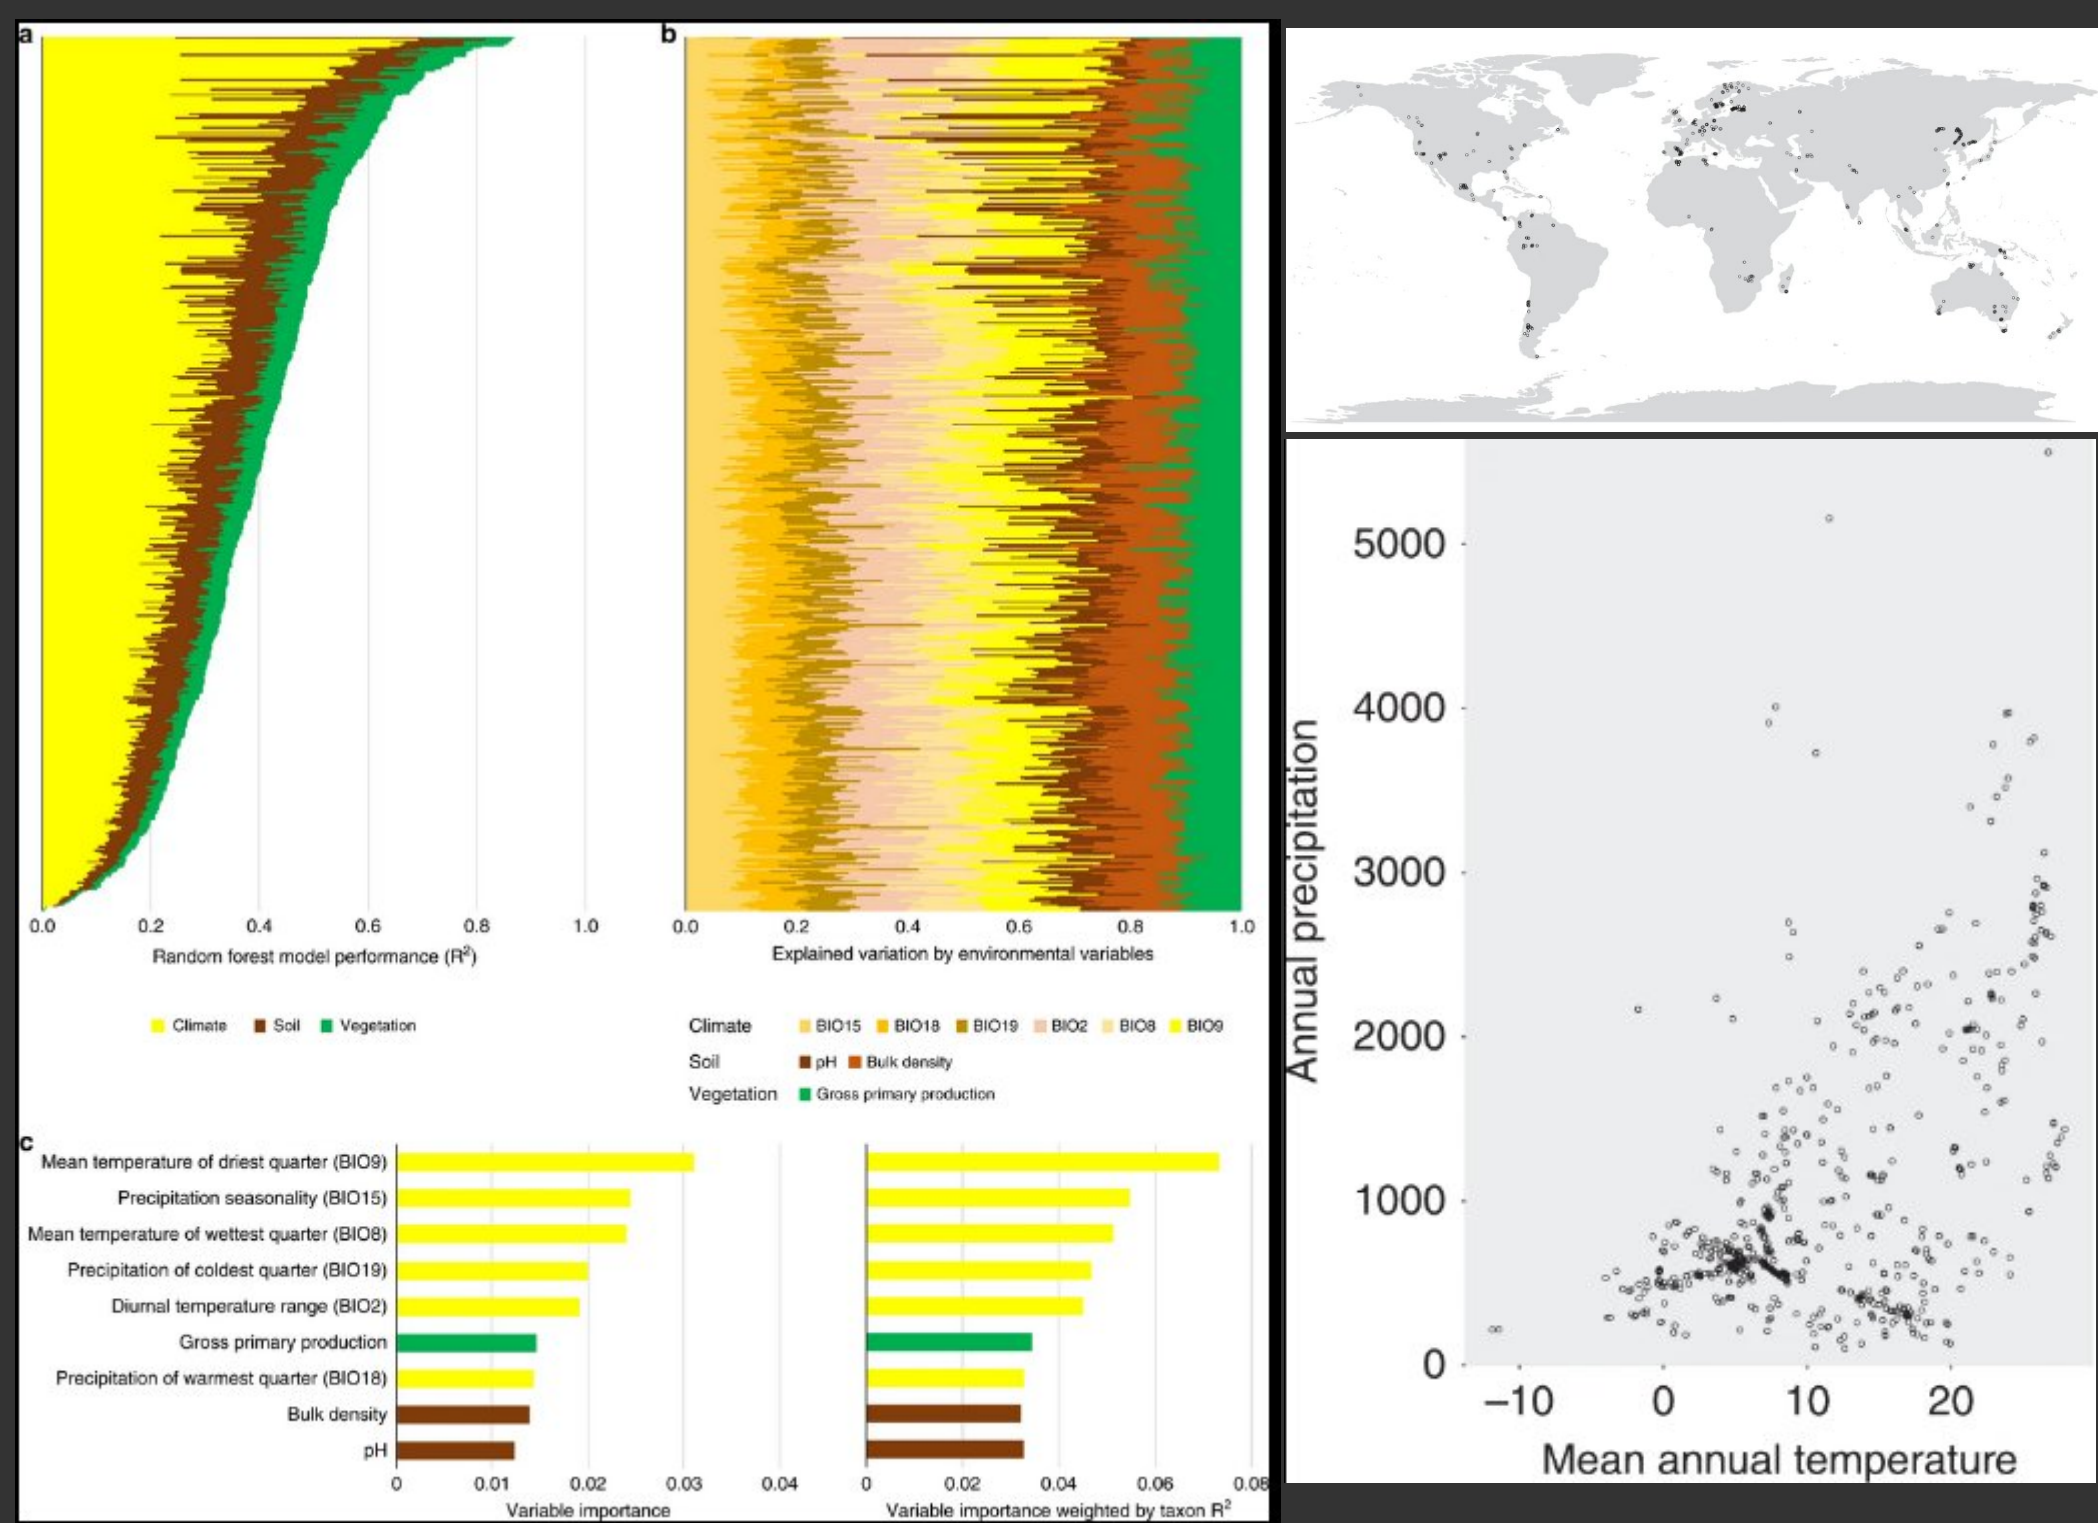 a
0.0 0.2 0.4 0.6 0.8 1.0
Random forest model performance (R²)
Climate Soil Vegetation
b
0.0 0.2 0.4 0.6 0.8 1.0
Explained variation by environmental variables
Climate BIO15 BIO18 BIO19 BIO2 BIO8 BIO9
Soil pH Bulk density
Vegetation Gross primary production
c
Mean temperature of driest quarter (BIO9)
Precipitation seasonality (BIO15)
Mean temperature of wettest quarter (BIO8)
Precipitation of coldest quarter (BIO19)
Diurnal temperature range (BIO2)
Gross primary production
Precipitation of warmest quarter (BIO18)
Bulk density
pH
0 0.01 0.02 0.03 0.04
Variable importance
0 0.02 0.04 0.06 0.08
Variable importance weighted by taxon R²
Annual precipitation
5000
4000
3000
2000
1000
0
−10 0 10 20
Mean annual temperature